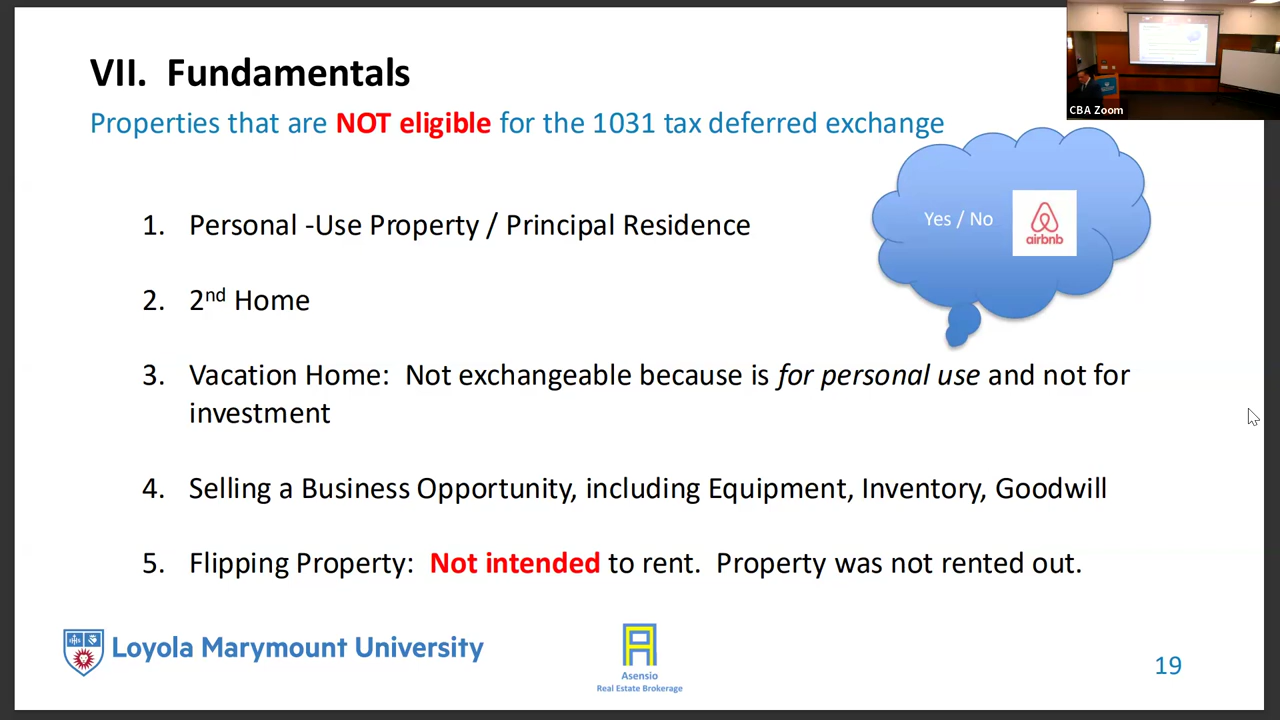 VII. Fundamentals
CBA Zoom
Properties that are NOT eligible for the 1031 tax deferred exchange
1. Personal -Use Property / Principal Residence
Yes / No
airbnb
2. 2nd Home
3. Vacation Home: Not exchangeable because is for personal use and not for
investment
4. Selling a Business Opportunity, including Equipment, Inventory, Goodwill
5. Flipping Property: Not intended to rent. Property was not rented out.
Loyola Marymount University
Asensio
Real Estate Brokerage
19